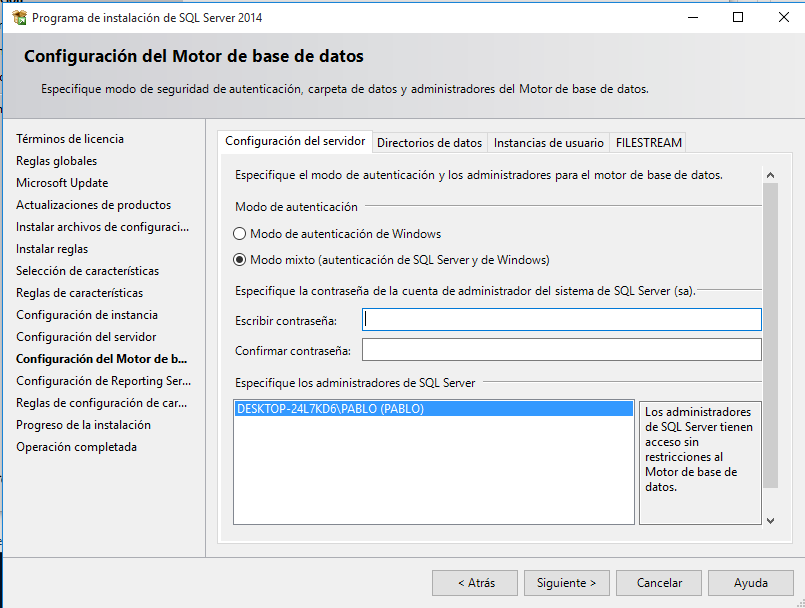 Programa de instalación de SQL Server 2014
Configuración del Motor de base de datos
Especifique modo de seguridad de autenticación, carpeta de datos y administradores del Motor de base de datos.
Términos de licencia
Reglas globales
Microsoft Update
Actualizaciones de productos
Instalar archivos de configuraci...
Instalar reglas
Selección de características
Reglas de características
Configuración de instancia
Configuración del servidor
Configuración del Motor de b...
Configuración de Reporting Ser...
Reglas de configuración de car...
Progreso de la instalación
Operación completada
Configuración del servidor Directorios de datos Instancias de usuario FILESTREAM
Especifique el modo de autenticación y los administradores para el motor de base de datos.
Modo de autenticación
Modo de autenticación de Windows
Modo mixto (autenticación de SQL Server y de Windows)
Especifique la contraseña de la cuenta de administrador del sistema de SQL Server (sa).
Escribir contraseña:
Confirmar contraseña:
Especifique los administradores de SQL Server
DESKTOP-24L7KD6\PABLO (PABLO)
Los administradores
de SQL Server tienen
acceso sin
restricciones al
Motor de base de
datos.
< Atrás Siguiente > Cancelar Ayuda